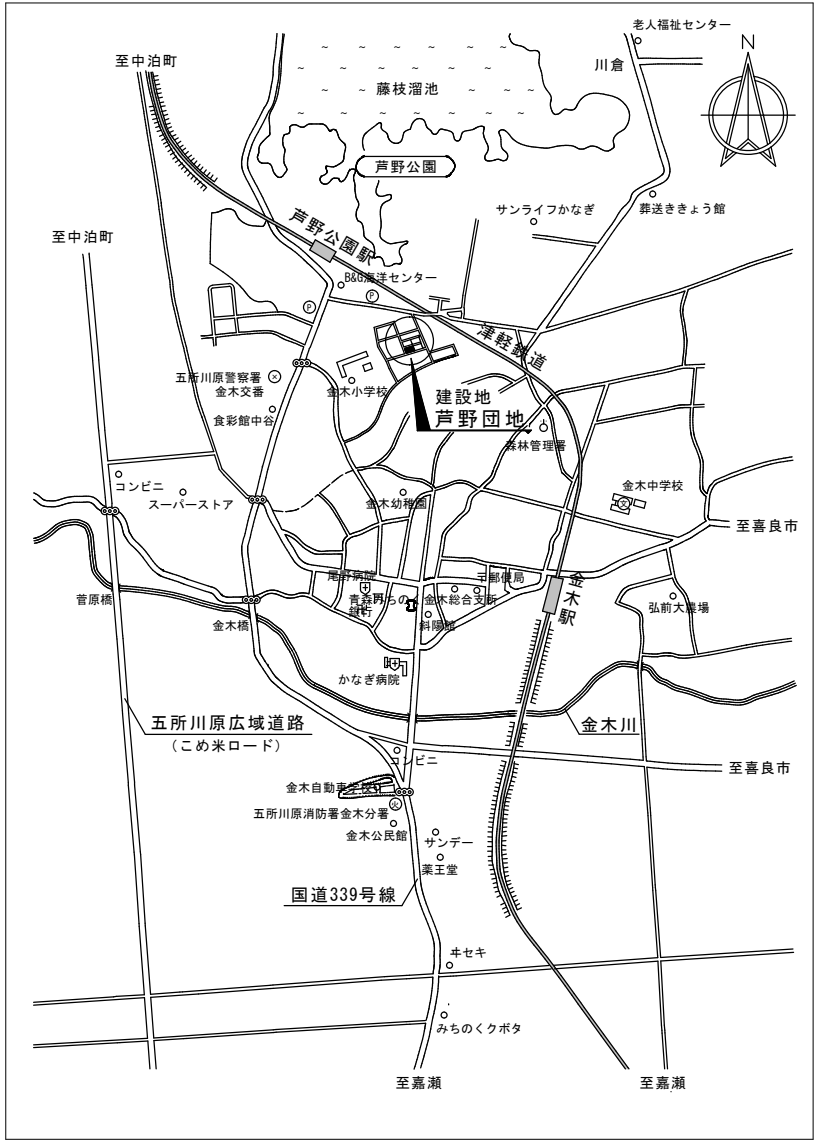 老人福祉センター
至中泊町
川倉
N
藤枝溜池
芦野公園
サンライフかなぎ
葬送ききょう館
至中泊町
芦野公園駅
B&G海洋センター
P
P
津軽鉄道
五所川原警察署
金木交番
金木小学校
建設地
芦野団地
食彩館中谷
森林管理署
コンビニ
スーパーストア
金木幼稚園
金木中学校
文
至喜良市
尾野病院
〒郵便局
金木駅
菅原橋
青森みちのく
銀行
金木総合支所
弘前大農場
金木橋
斜陽館
かなぎ病院
五所川原広域道路
(こめ米ロード)
金木川
コンビニ
至喜良市
金木自動車学校
火
五所川原消防署金木分署
金木公民館
サンデー
薬王堂
国道339号線
ヰセキ
みちのくクボタ
至嘉瀬
至嘉瀬